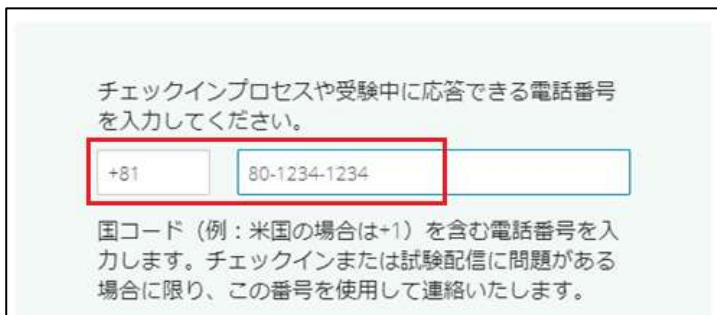 チェックインプロセスや受験中に応答できる電話番号
を入力してください。
+81 80-1234-1234
国コード（例：米国の場合は+1）を含む電話番号を入
力します。チェックインまたは試験配信に問題がある
場合に限り、この番号を使用して連絡いたします。